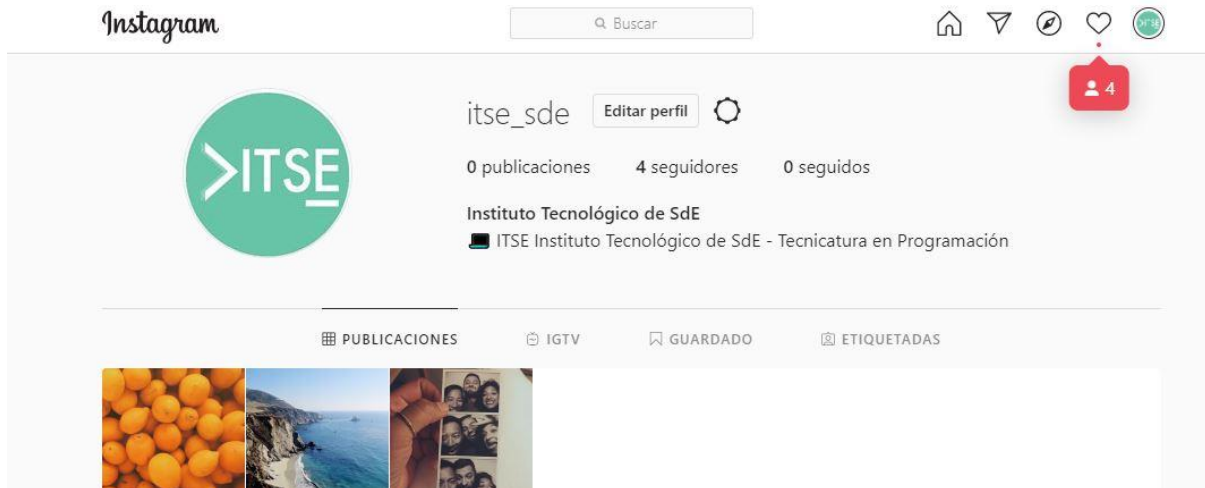 Instagram
Buscar
4
itse_sde Editar perfil
>ITSE
0 publicaciones 4 seguidores 0 seguidos
Instituto Tecnológico de SdE
ITSE Instituto Tecnológico de SdE - Tecnicatura en Programación
PUBLICACIONES IGTV GUARDADO ETIQUETADAS